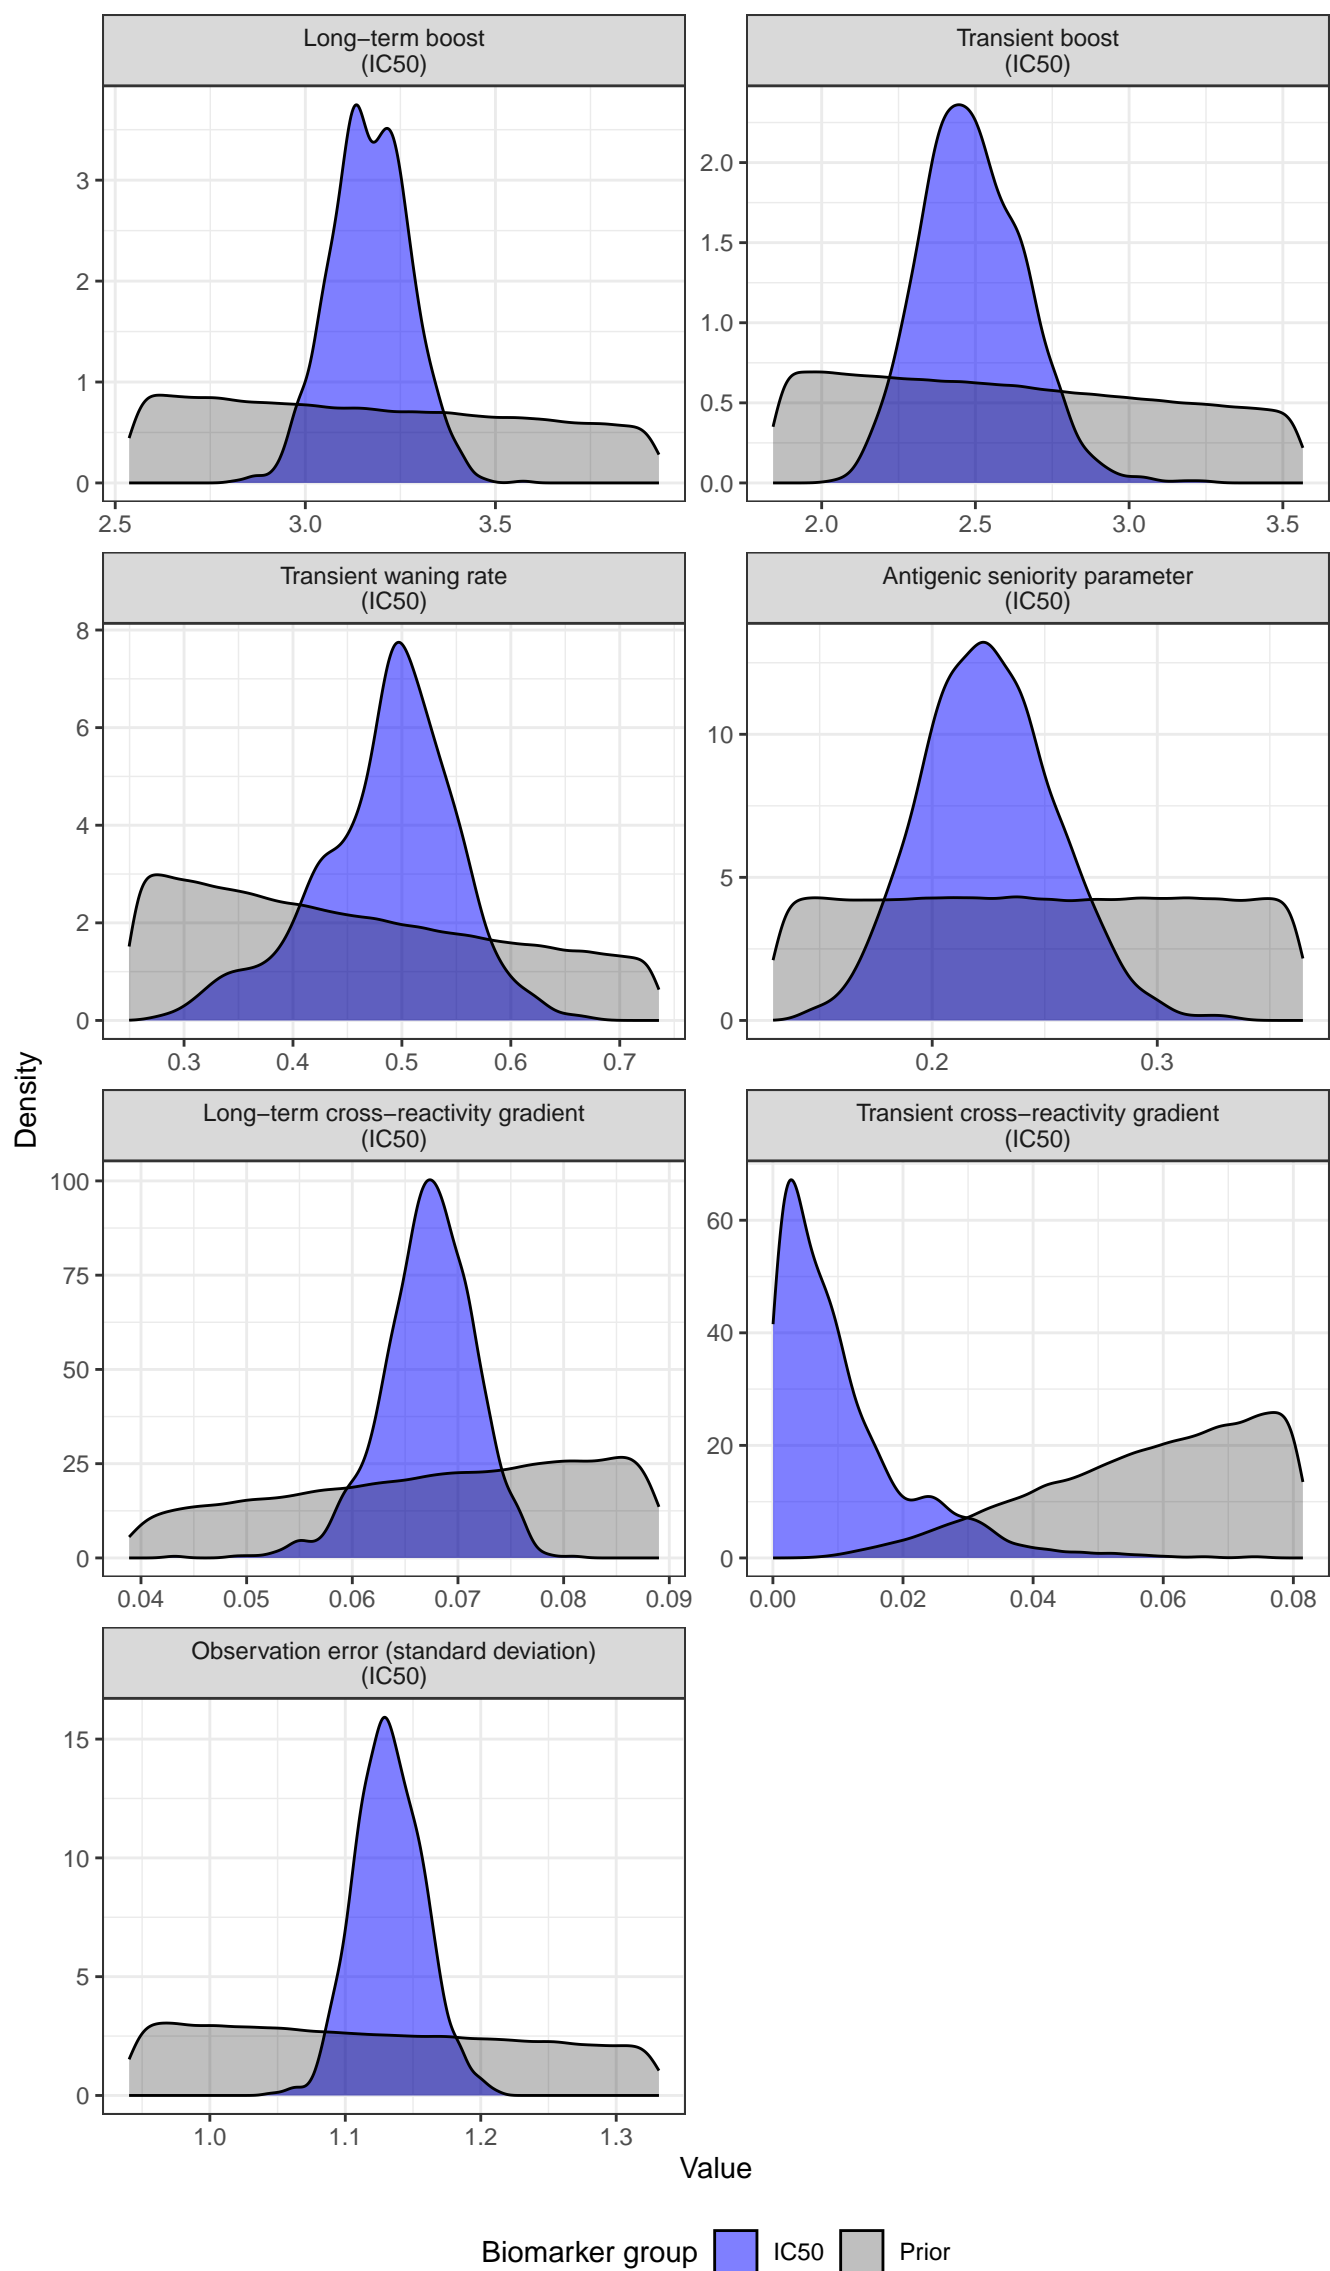 Long−term boost
(IC50)
Transient boost
(IC50)
3
2
1
0
2.5 3.0 3.5
2.0
1.5
1.0
0.5
0.0
2.0 2.5 3.0 3.5
Transient waning rate
(IC50)
Antigenic seniority parameter
(IC50)
8
6
4
2
0
0.3 0.4 0.5 0.6 0.7
10
5
0
0.2 0.3
Density
Long−term cross−reactivity gradient
(IC50)
Transient cross−reactivity gradient
(IC50)
100
75
50
25
0
0.04 0.05 0.06 0.07 0.08 0.09
60
40
20
0
0.00 0.02 0.04 0.06 0.08
Observation error (standard deviation)
(IC50)
15
10
5
0
1.0 1.1 1.2 1.3
Value
Biomarker group IC50 Prior